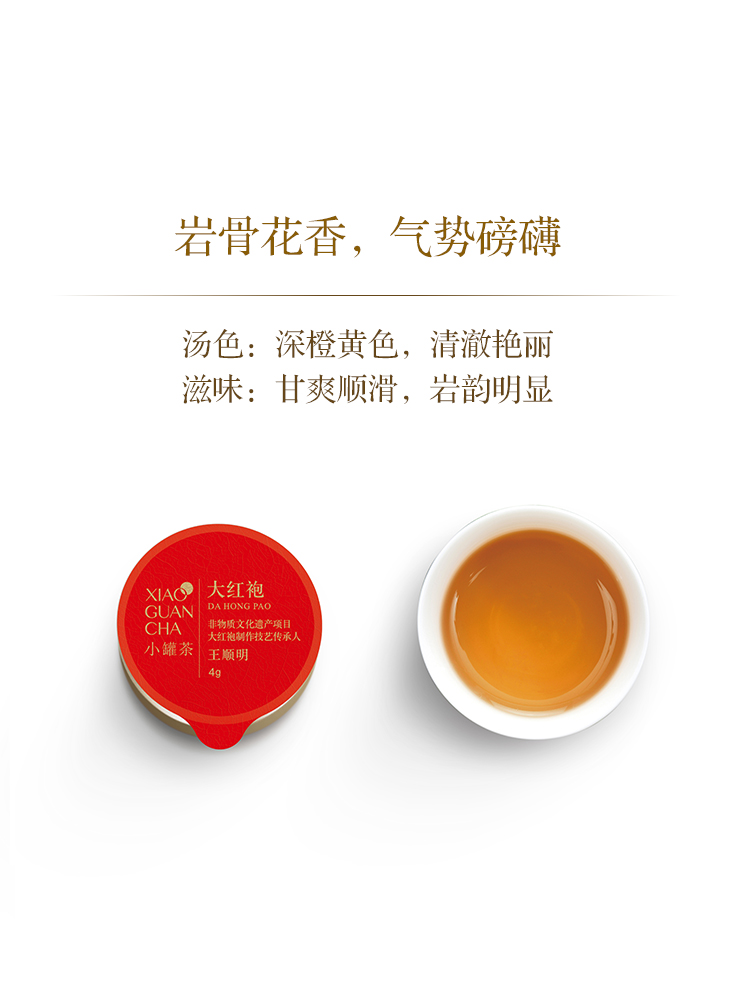 岩骨花香，气势磅礴
汤色：深橙黄色，清澈艳丽
滋味：甘爽顺滑，岩韵明显
XIAO
GUAN
CHA
小罐茶
大红袍
DA HONG PAO
非物质文化遗产项目
大红袍制作技艺传承人
王顺明
4g